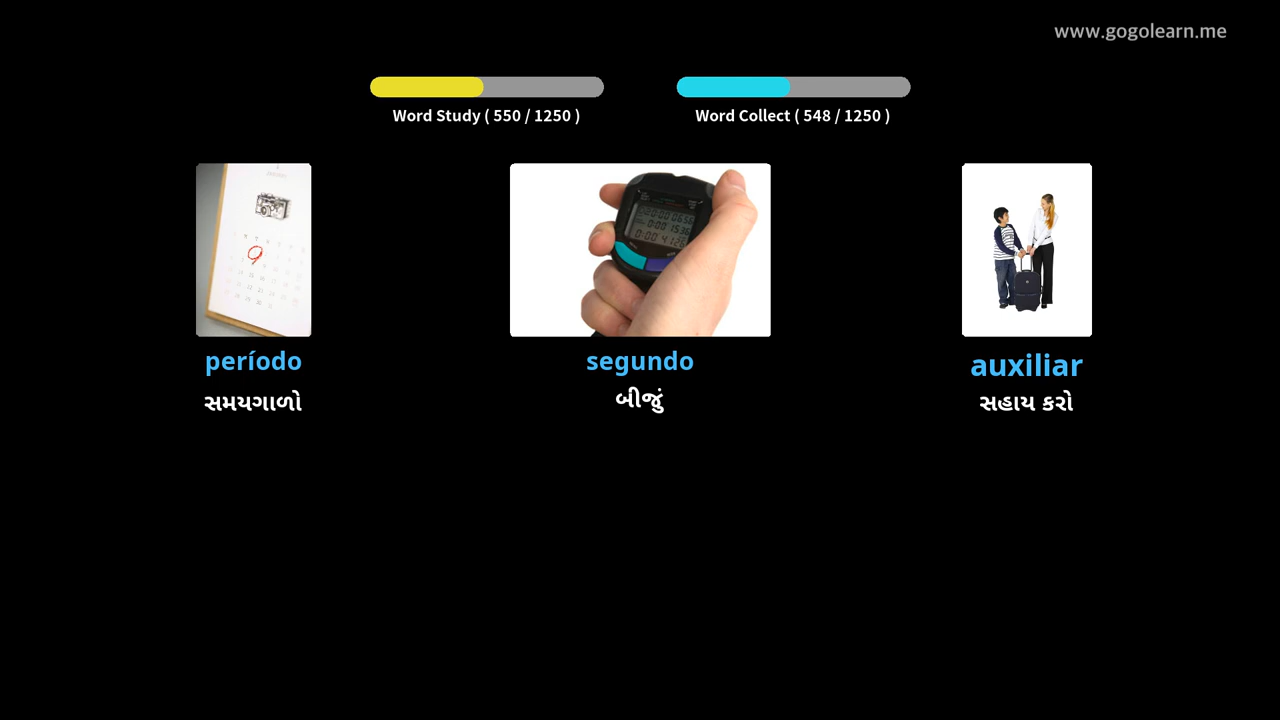 www.gogolearn.me
Word Study ( 550 / 1250 )
Word Collect ( 548 / 1250 )
período
segundo
auxiliar
સમયગાળો
બીજું
સહાય કરો